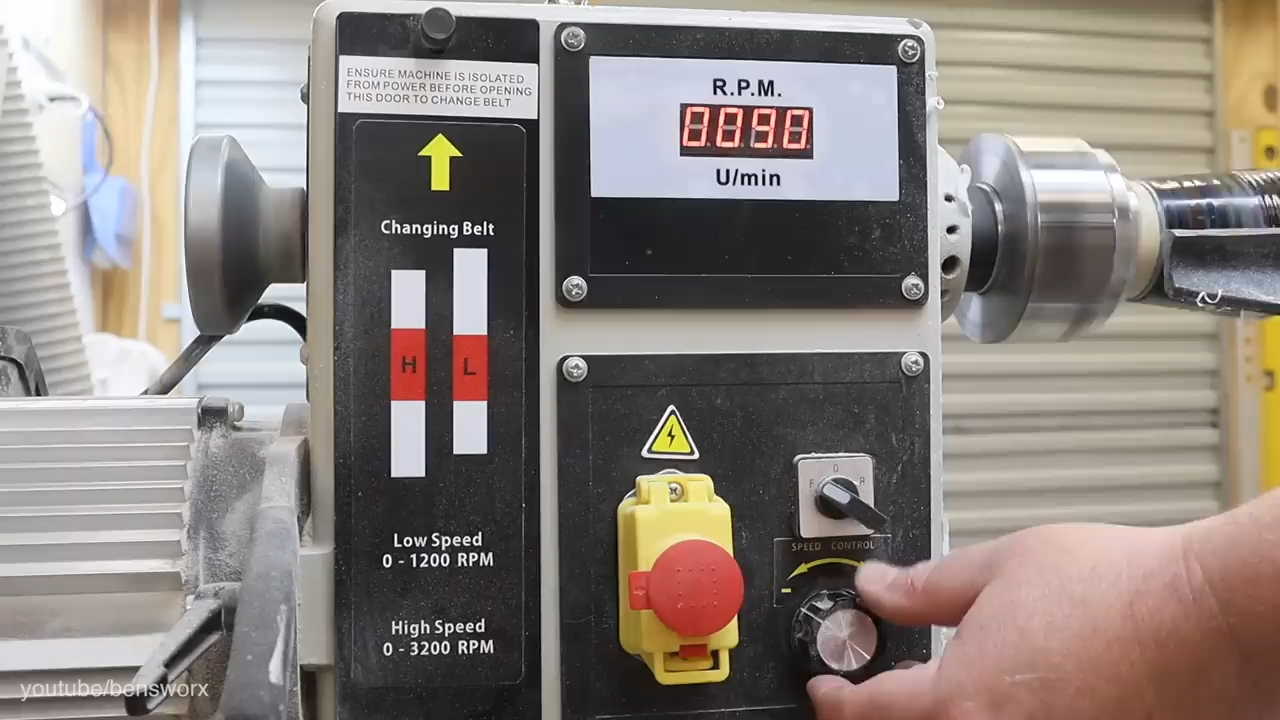 ENSURE MACHINE IS ISOLATED
FROM POWER BEFORE OPENING
THIS DOOR TO CHANGE BELT
Changing Belt
H L
Low Speed
0 - 1200 RPM
High Speed
0 - 3200 RPM
R.P.M.
0090
U/min
O
F R
SPEED CONTROL
-
2
youtube/bensworx